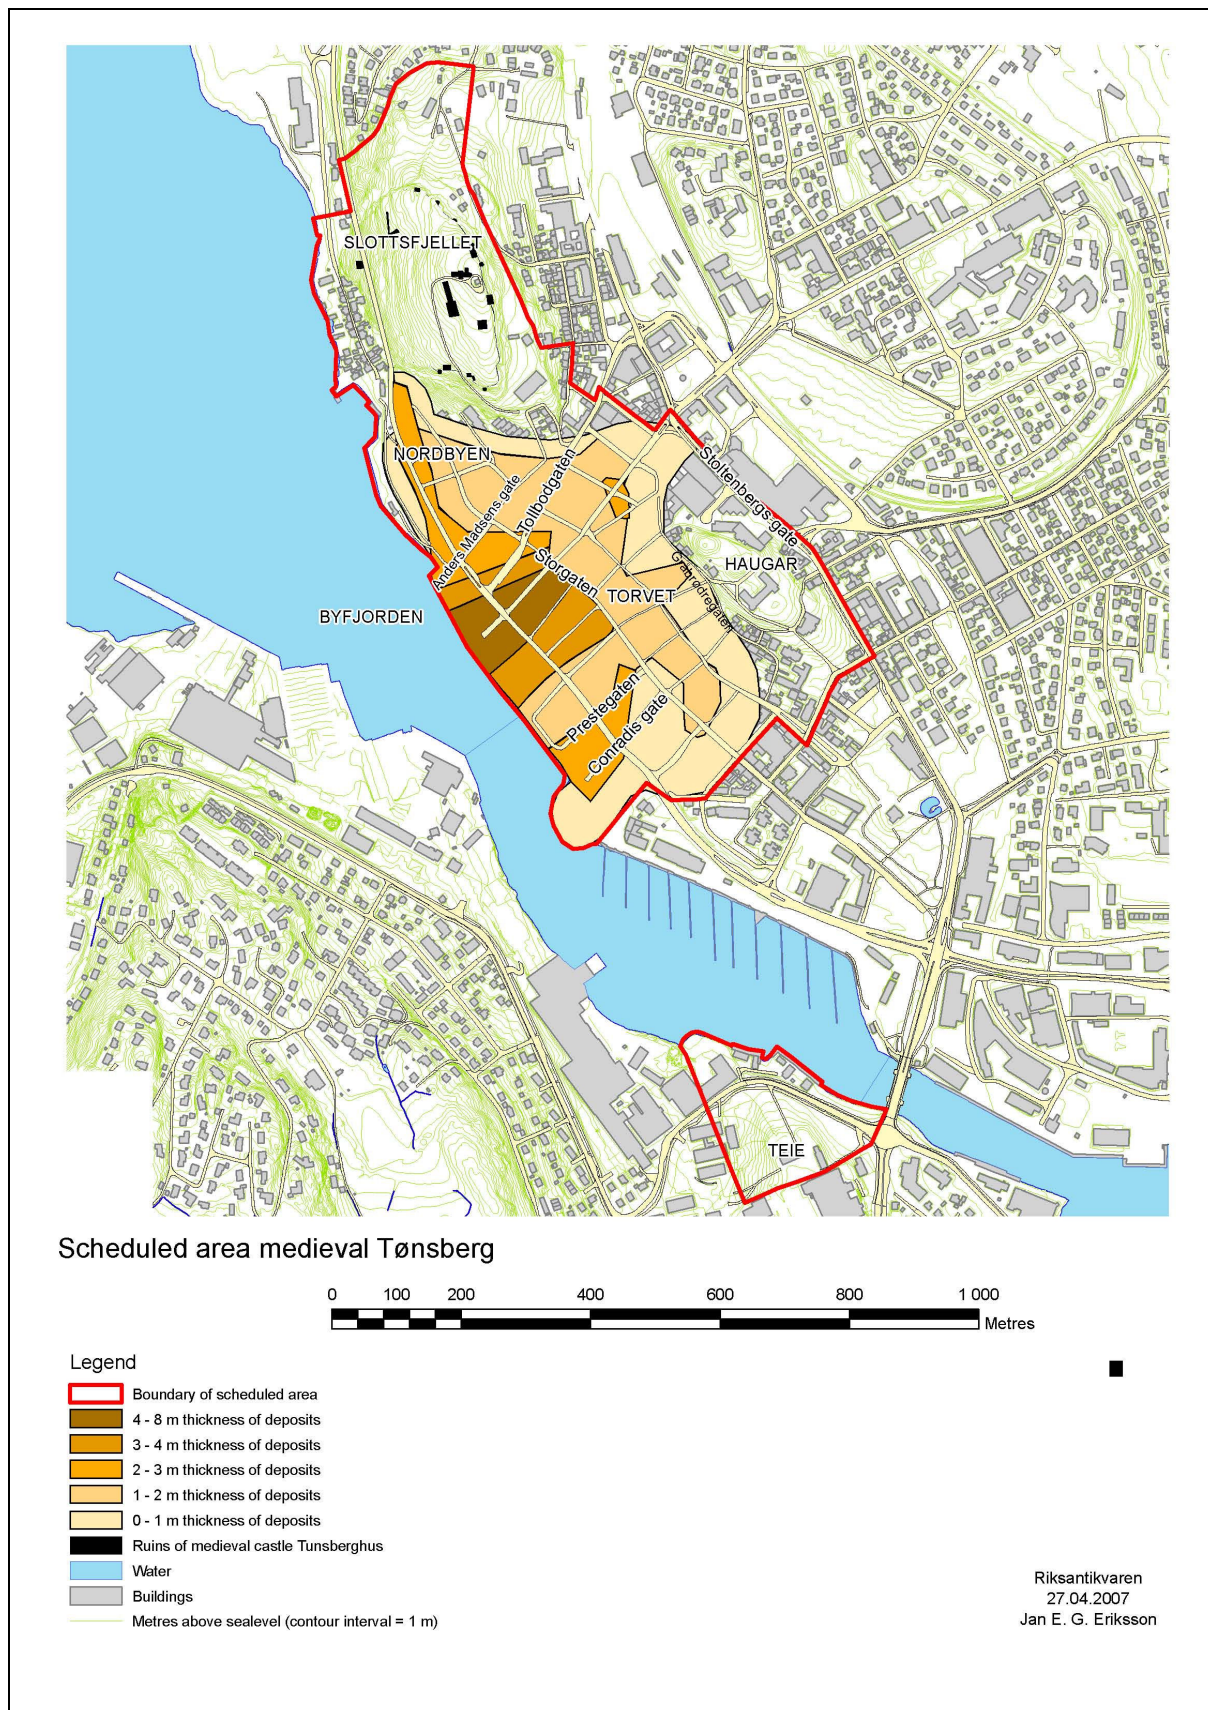 SLOTTSFJELLET
NORDBYEN
Anders Madsens gate
Tollbodgaten
Stoltenbergs gate
Storgaten
HAUGAR
Gråbrødregaten
TORVET
BYFJORDEN
Prestegaten
Conradis gate
TEIE
Scheduled area medieval Tønsberg
0 100 200 400 600 800 1 000
Metres
Legend
Boundary of scheduled area
4 - 8 m thickness of deposits
3 - 4 m thickness of deposits
2 - 3 m thickness of deposits
1 - 2 m thickness of deposits
0 - 1 m thickness of deposits
Ruins of medieval castle Tunsberghus
Water
Buildings
Metres above sealevel (contour interval = 1 m)
Riksantikvaren
27.04.2007
Jan E. G. Eriksson